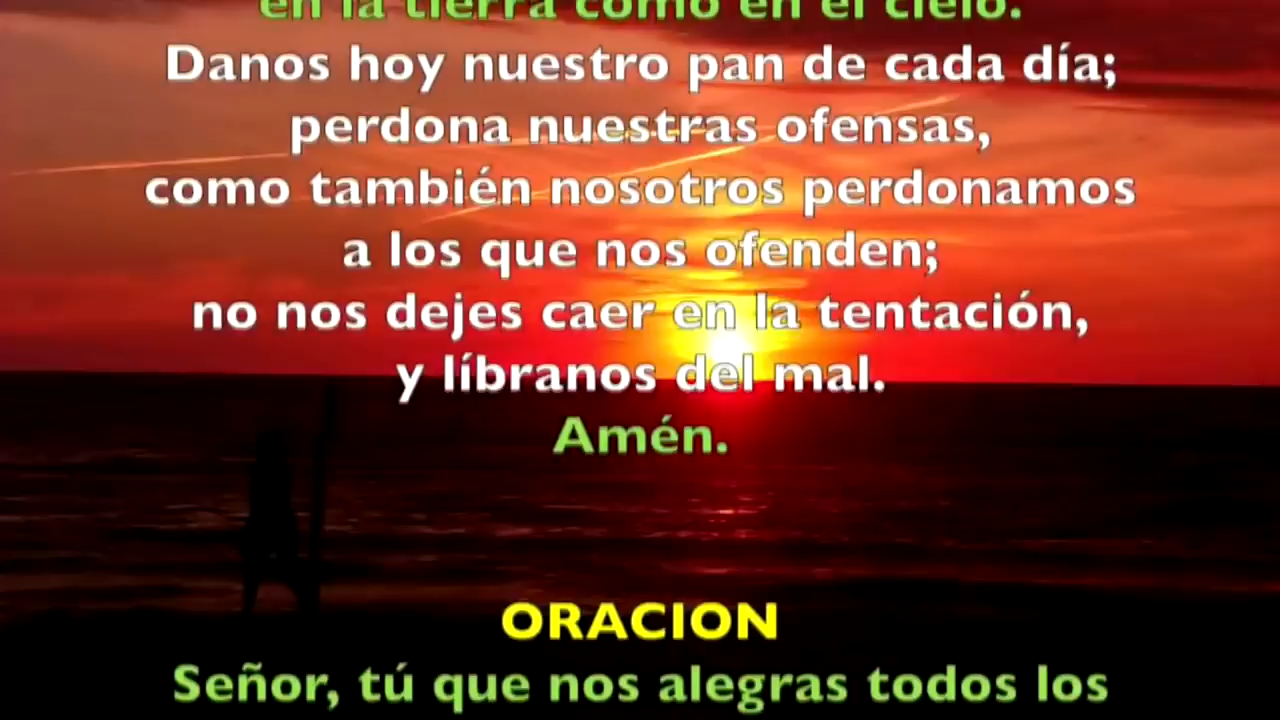 en la tierra como en el cielo.
Danos hoy nuestro pan de cada día;
perdona nuestras ofensas,
como también nosotros perdonamos
a los que nos ofenden;
no nos dejes caer en la tentación,
y líbranos del mal.
Amén.
ORACION
Señor, tú que nos alegras todos los